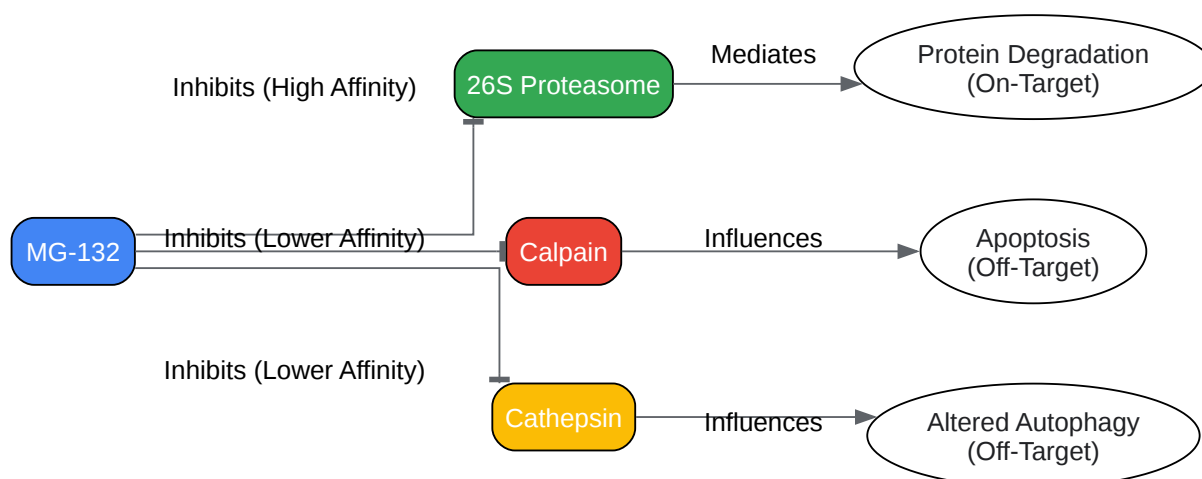 Inhibits (High Affinity)
26S Proteasome
Mediates
Protein Degradation
(On-Target)
MG-132
Inhibits (Lower Affinity)
Calpain
Influences
Apoptosis
(Off-Target)
Inhibits (Lower Affinity)
Cathepsin
Influences
Altered Autophagy
(Off-Target)